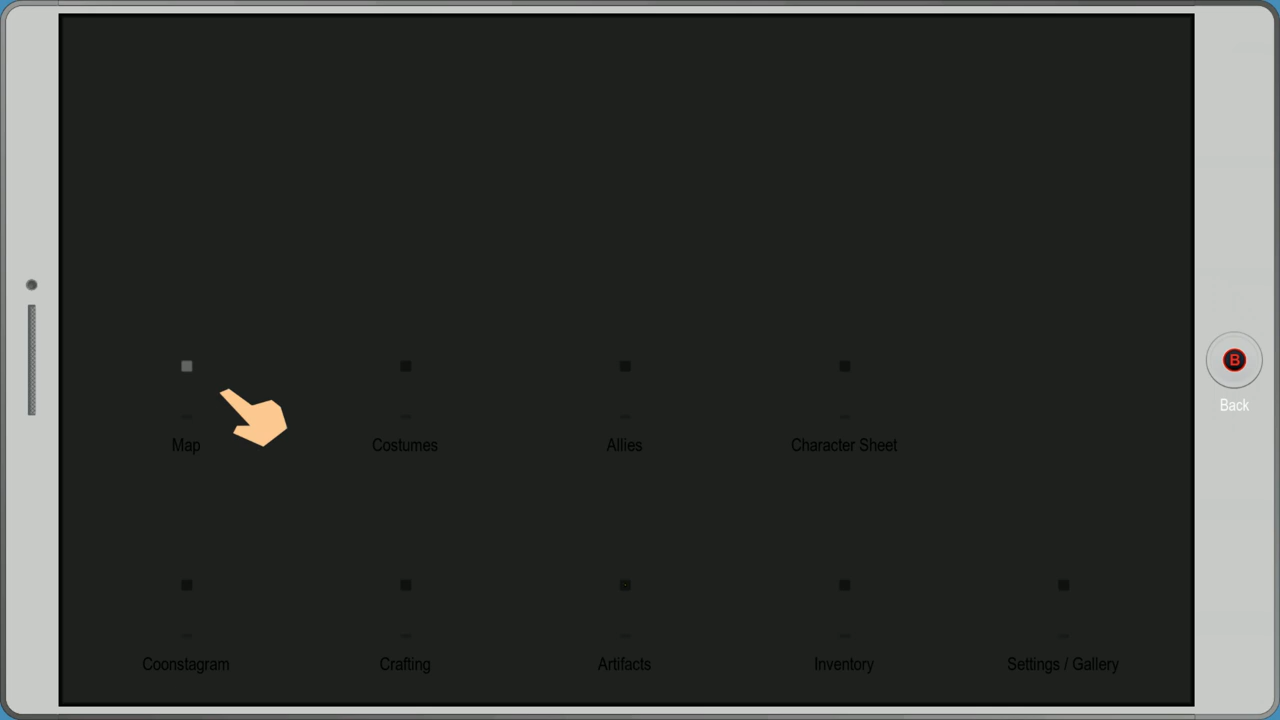 B
Back
Map
Costumes
Allies
Character Sheet
Coonstagram
Crafting
Artifacts
Inventory
Settings / Gallery